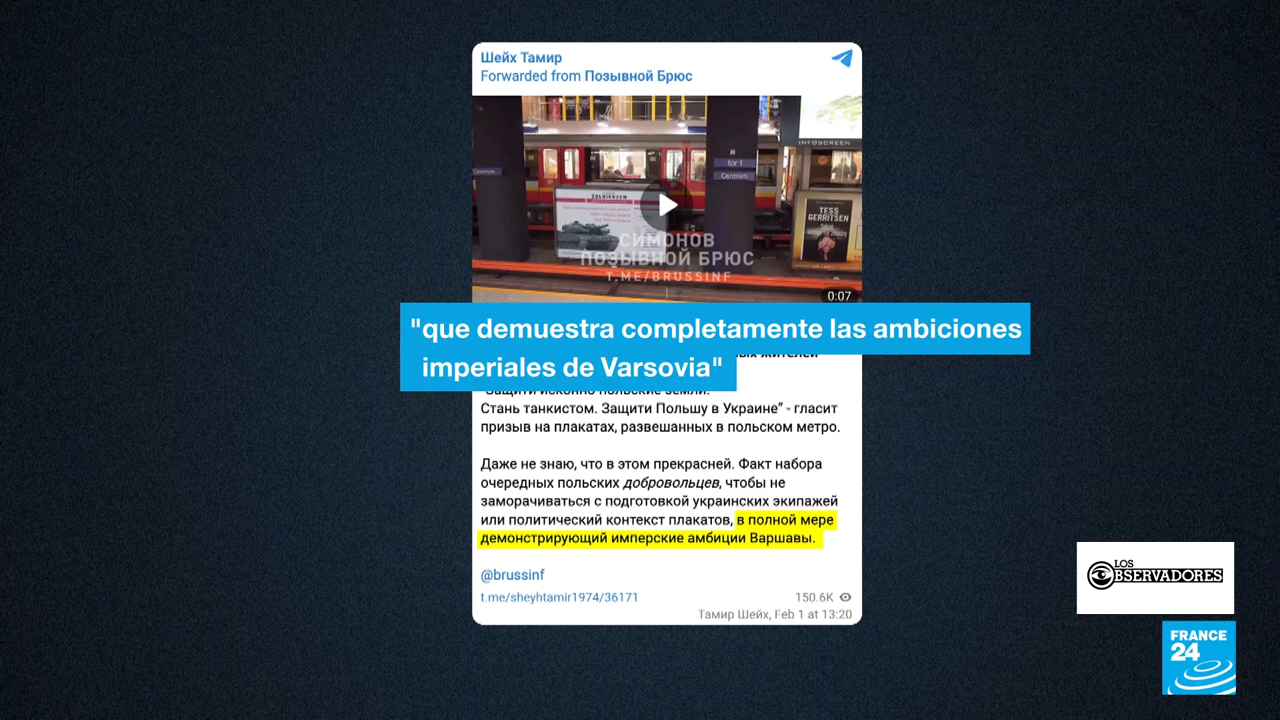 Шейх Тамир
Forwarded from Позывной Брюс
INFOSCREEN
tor 1
Centrum
Centrum
TESS
GERRITSEN
СИМОНОВ
ПОЗЫВНОЙ БРЮС
T.ME/BRUSSINF
0:07
"que demuestra completamente las ambiciones
imperiales de Varsovia"
Стань танкистом. Защити Польшу в Украине” - гласит
призыв на плакатах, развешанных в польском метро.
Даже не знаю, что в этом прекрасней. Факт набора
очередных польских добровольцев, чтобы не
заморачиваться с подготовкой украинских экипажей
или политический контекст плакатов, в полной мере
демонстрирующий имперские амбиции Варшавы.
@brussinf
t.me/sheyhtamir1974/36171
150.6K
Тамир Шейх, Feb 1 at 13:20
LOS
OBSERVADORES
FRANCE
24